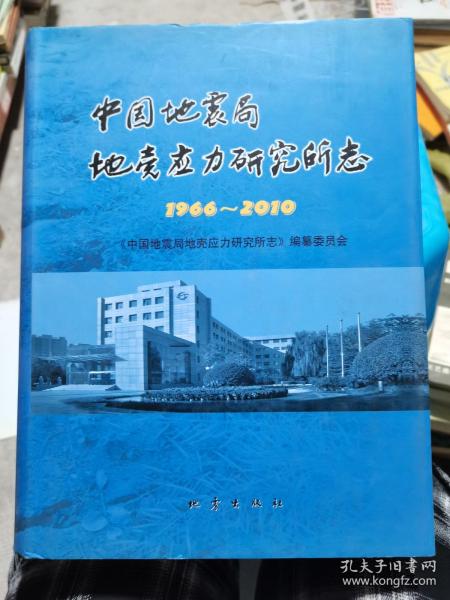 中国地震局
地壳应力研究所志
1966～2010
《中国地震局地壳应力研究所志》编纂委员会
地震出版社
孔夫子旧书网
www.kongfz.com